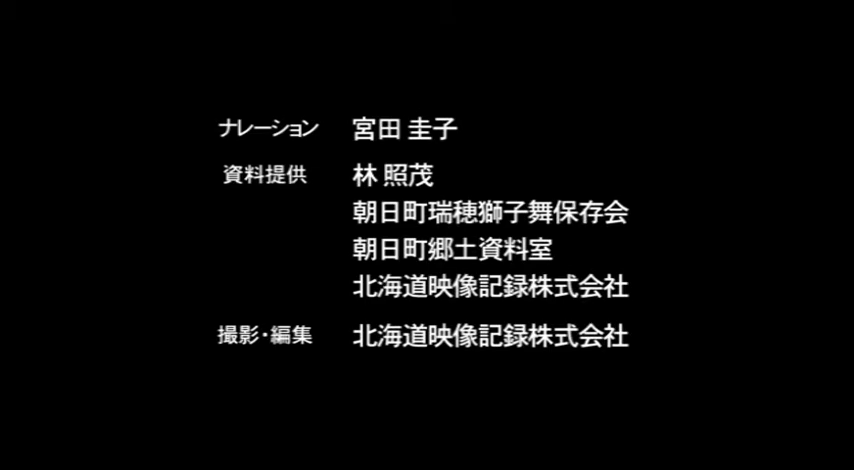 ナレーション 宮田 圭子
資料提供 林 照茂
朝日町瑞穂獅子舞保存会
朝日町郷土資料室
北海道映像記録株式会社
撮影・編集 北海道映像記録株式会社